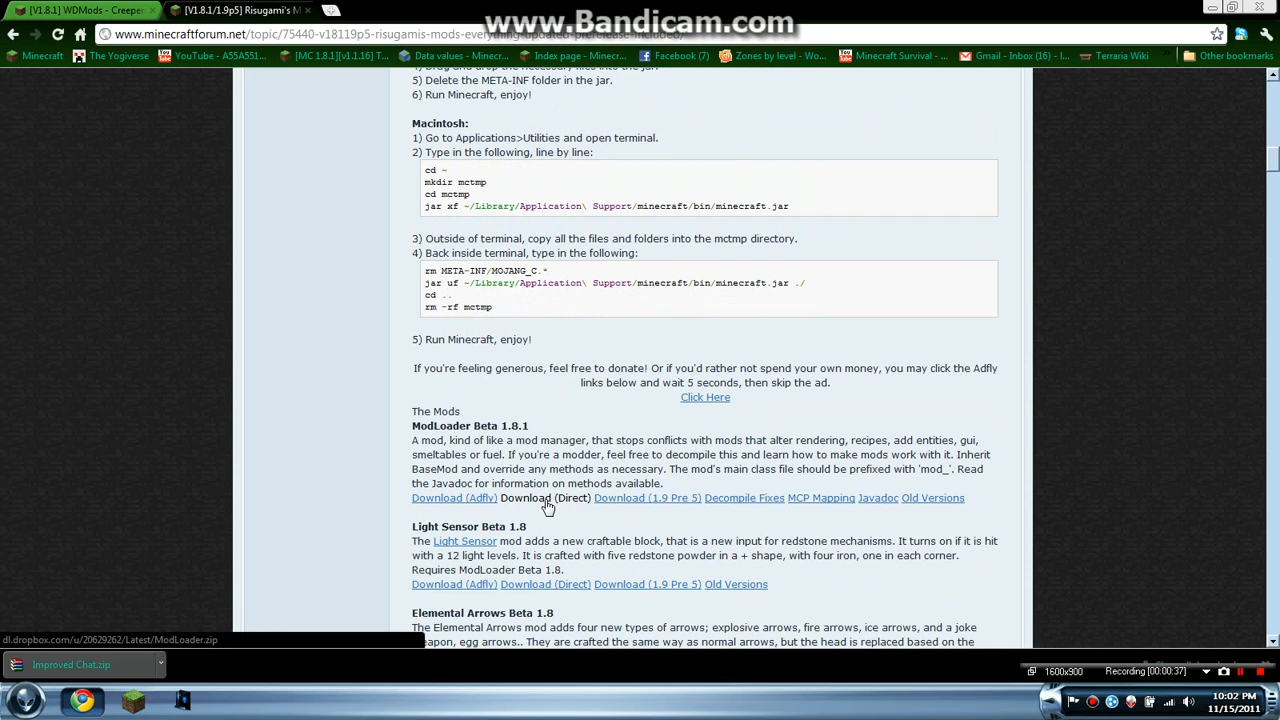 [V1.8.1] WDMods - Creepe
[V1.8.1/1.9p5] Risugami's M
www.Bandicam.com
www.minecraftforum.net/topic/75440-v18119p5-risugamis-mods-everything-updated-prerelease-included/
Minecraft
The Yogiverse
YouTube - A55A551...
[MC 1.8.1][v1.1.16] T...
Data values - Minecr...
Index page - Minecr...
Facebook (7)
Zones by level - Wo...
Minecraft Survival - ...
Gmail - Inbox (16) - l...
Terraria Wiki
Other bookmarks
5) Delete the META-INF folder in the jar.
6) Run Minecraft, enjoy!
Macintosh:
1) Go to Applications>Utilities and open terminal.
2) Type in the following, line by line:
cd ~
mkdir mctmp
cd mctmp
jar xf ~/Library/Application\ Support/minecraft/bin/minecraft.jar
3) Outside of terminal, copy all the files and folders into the mctmp directory.
4) Back inside terminal, type in the following:
rm META-INF/MOJANG_C.*
jar uf ~/Library/Application\ Support/minecraft/bin/minecraft.jar ./
cd ..
rm -rf mctmp
5) Run Minecraft, enjoy!
If you're feeling generous, feel free to donate! Or if you'd rather not spend your own money, you may click the Adfly
links below and wait 5 seconds, then skip the ad.
Click Here
The Mods
ModLoader Beta 1.8.1
A mod, kind of like a mod manager, that stops conflicts with mods that alter rendering, recipes, add entities, gui,
smeltables or fuel. If you're a modder, feel free to decompile this and learn how to make mods work with it. Inherit
BaseMod and override any methods as necessary. The mod's main class file should be prefixed with 'mod_'. Read
the Javadoc for information on methods available.
Download (Adfly) Download (Direct) Download (1.9 Pre 5) Decompile Fixes MCP Mapping Javadoc Old Versions
Light Sensor Beta 1.8
The Light Sensor mod adds a new craftable block, that is a new input for redstone mechanisms. It turns on if it is hit
with a 12 light levels. It is crafted with five redstone powder in a + shape, with four iron, one in each corner.
Requires ModLoader Beta 1.8.
Download (Adfly) Download (Direct) Download (1.9 Pre 5) Old Versions
Elemental Arrows Beta 1.8
The Elemental Arrows mod adds four new types of arrows; explosive arrows, fire arrows, ice arrows, and a joke
weapon, egg arrows.. They are crafted the same way as normal arrows, but the head is replaced based on the
dl.dropbox.com/u/20629262/Latest/ModLoader.zip
Improved Chat.zip
1600x900
Recording [00:00:37]
10:02 PM
11/15/2011